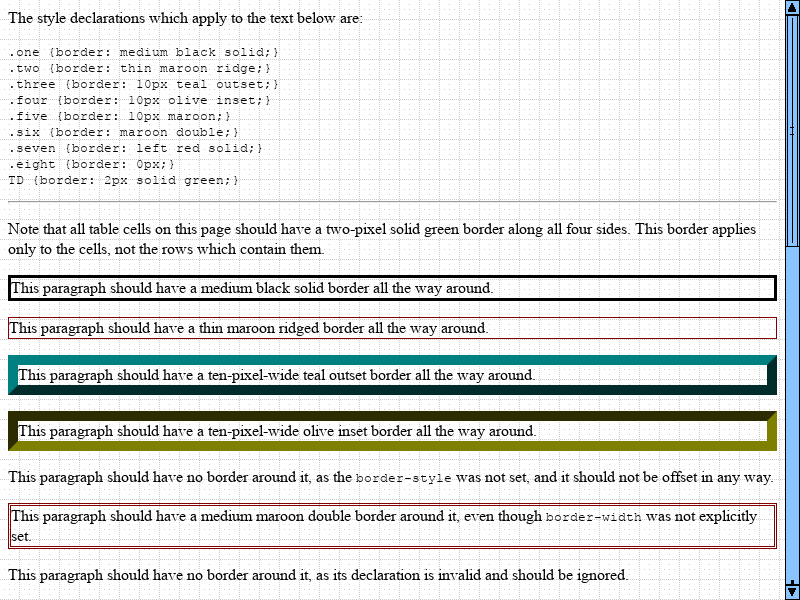 The style declarations which apply to the text below are:
.one {border: medium black solid;}
.two {border: thin maroon ridge;}
.three {border: 10px teal outset;}
.four {border: 10px olive inset;}
.five {border: 10px maroon;}
.six {border: maroon double;}
.seven {border: left red solid;}
.eight {border: 0px;}
TD {border: 2px solid green;}
Note that all table cells on this page should have a two-pixel solid green border along all four sides. This border applies
only to the cells, not the rows which contain them.
This paragraph should have a medium black solid border all the way around.
This paragraph should have a thin maroon ridged border all the way around.
This paragraph should have a ten-pixel-wide teal outset border all the way around.
This paragraph should have a ten-pixel-wide olive inset border all the way around.
This paragraph should have no border around it, as the border-style was not set, and it should not be offset in any way.
This paragraph should have a medium maroon double border around it, even though border-width was not explicitly
set.
This paragraph should have no border around it, as its declaration is invalid and should be ignored.